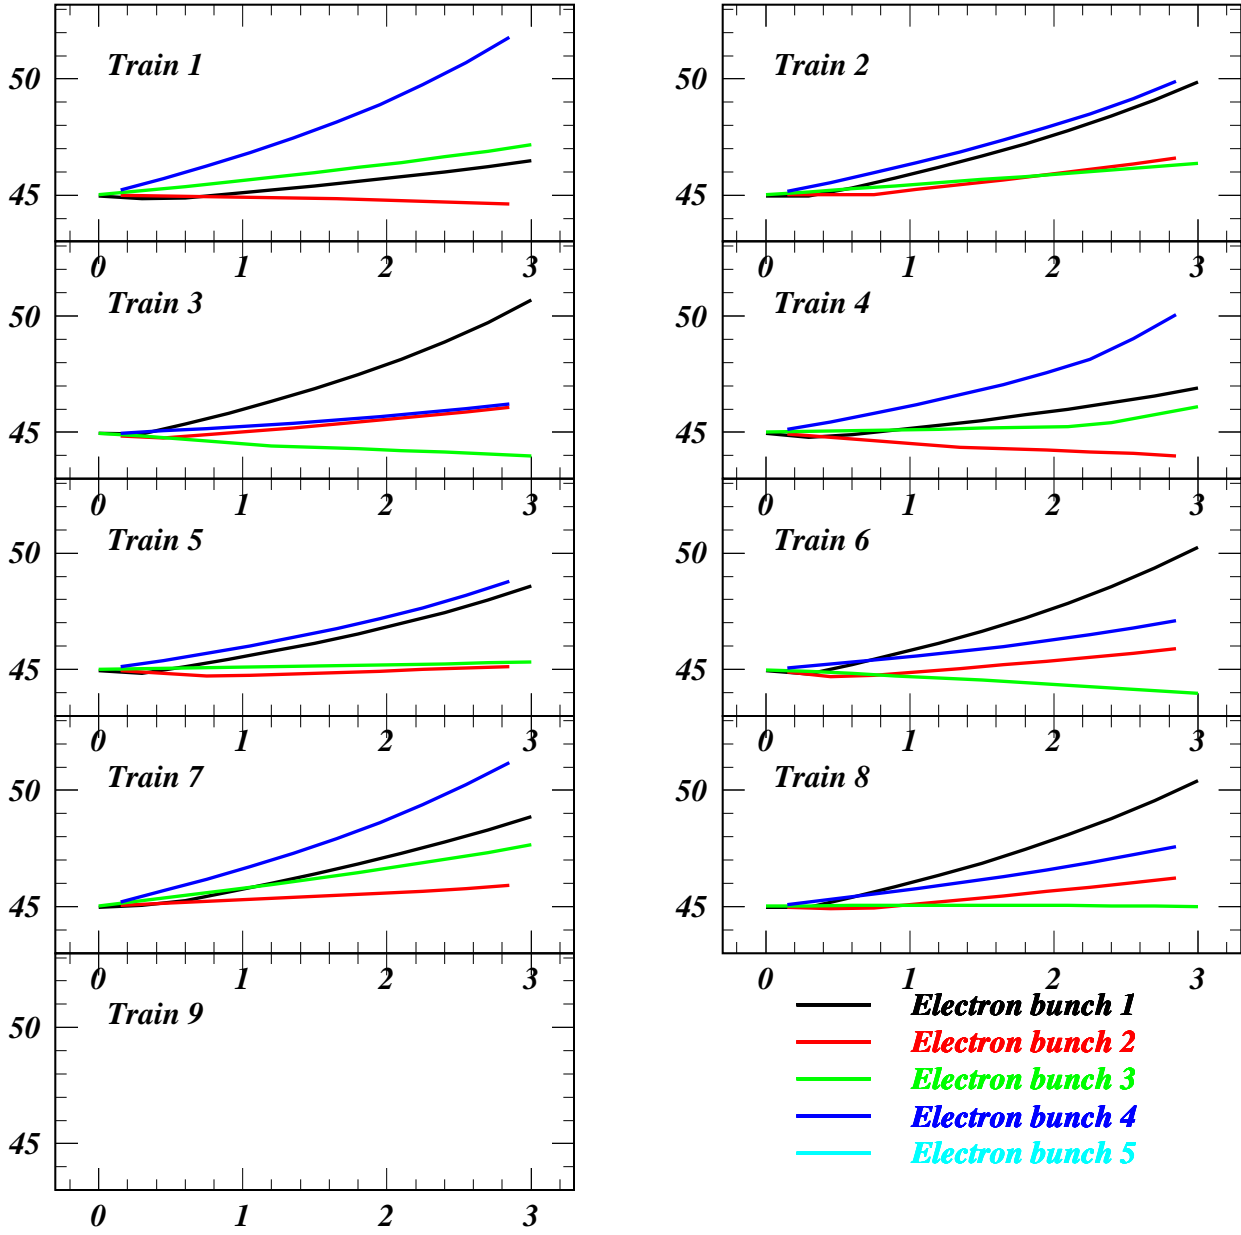 Train 1
50
45
Train 2
50
45
0 1 2 3
0 1 2 3
Train 3
50
45
Train 4
50
45
0 1 2 3
0 1 2 3
Train 5
50
45
Train 6
50
45
0 1 2 3
0 1 2 3
Train 7
50
45
Train 8
50
45
0 1 2 3
0 1 2 3
Train 9
50
45
0 1 2 3
Electron bunch 1
Electron bunch 2
Electron bunch 3
Electron bunch 4
Electron bunch 5